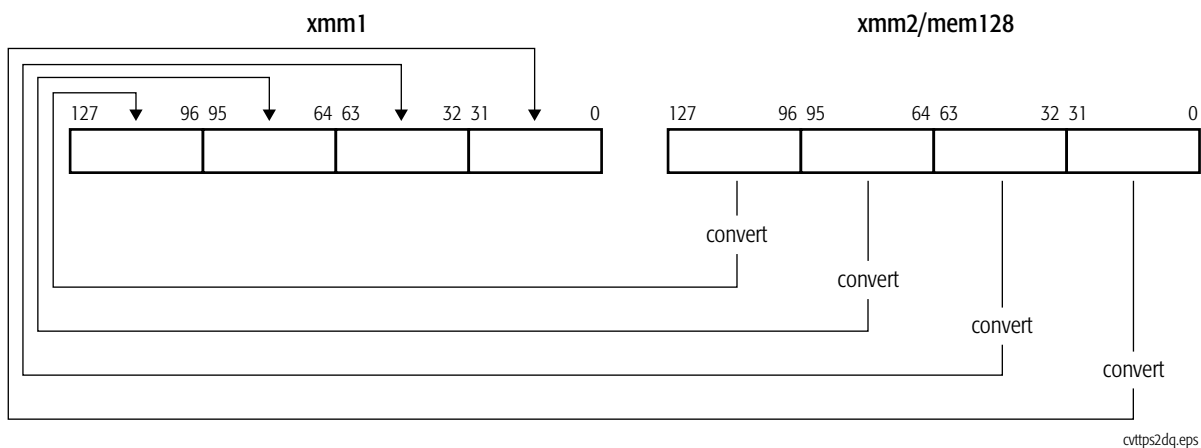 xmm1 xmm2/mem128
127 96 95 64 63 32 31 0 127 96 95 64 63 32 31 0
convert
convert
convert
convert
cvttps2dq.eps